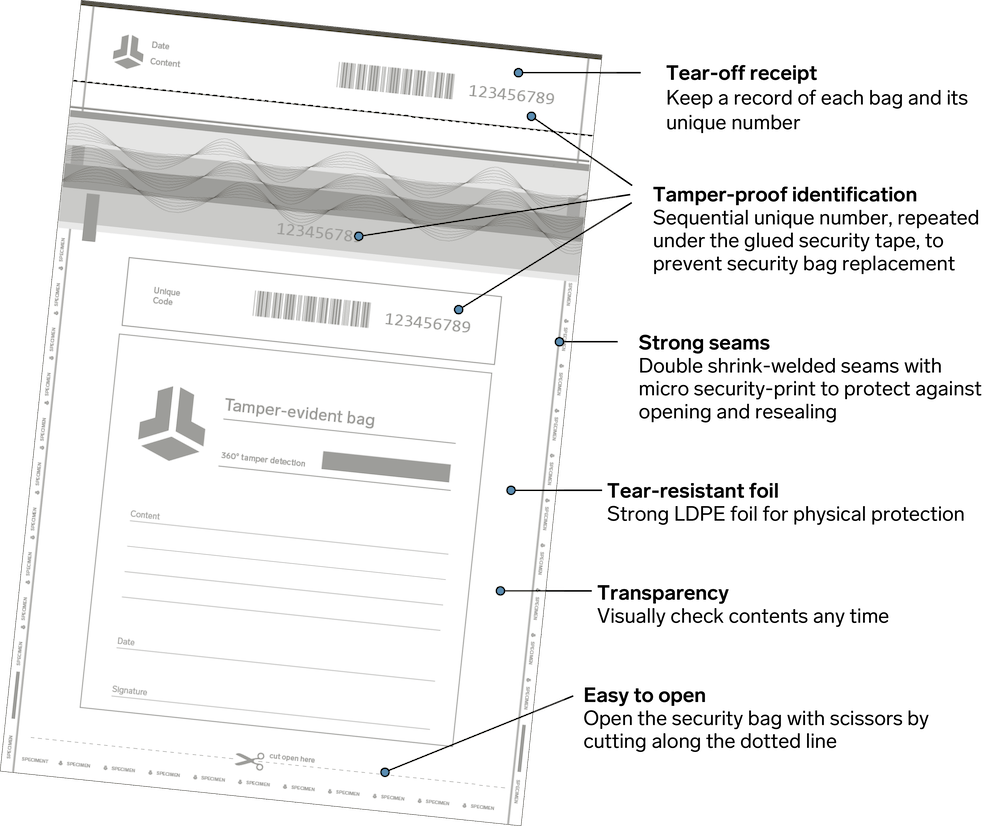 Date
Content
123456789
12345678
Unique
Code
123456789
Tamper-evident bag
360° tamper detection
Content
Date
Signature
cut open here
SPECIMENT SPECIMEN SPECIMEN SPECIMEN SPECIMEN SPECIMEN SPECIMEN SPECIMEN SPECIMEN SPECIMEN SPECIMEN
Tear-off receipt
Keep a record of each bag and its
unique number
Tamper-proof identification
Sequential unique number, repeated
under the glued security tape, to
prevent security bag replacement
Strong seams
Double shrink-welded seams with
micro security-print to protect against
opening and resealing
Tear-resistant foil
Strong LDPE foil for physical protection
Transparency
Visually check contents any time
Easy to open
Open the security bag with scissors by
cutting along the dotted line